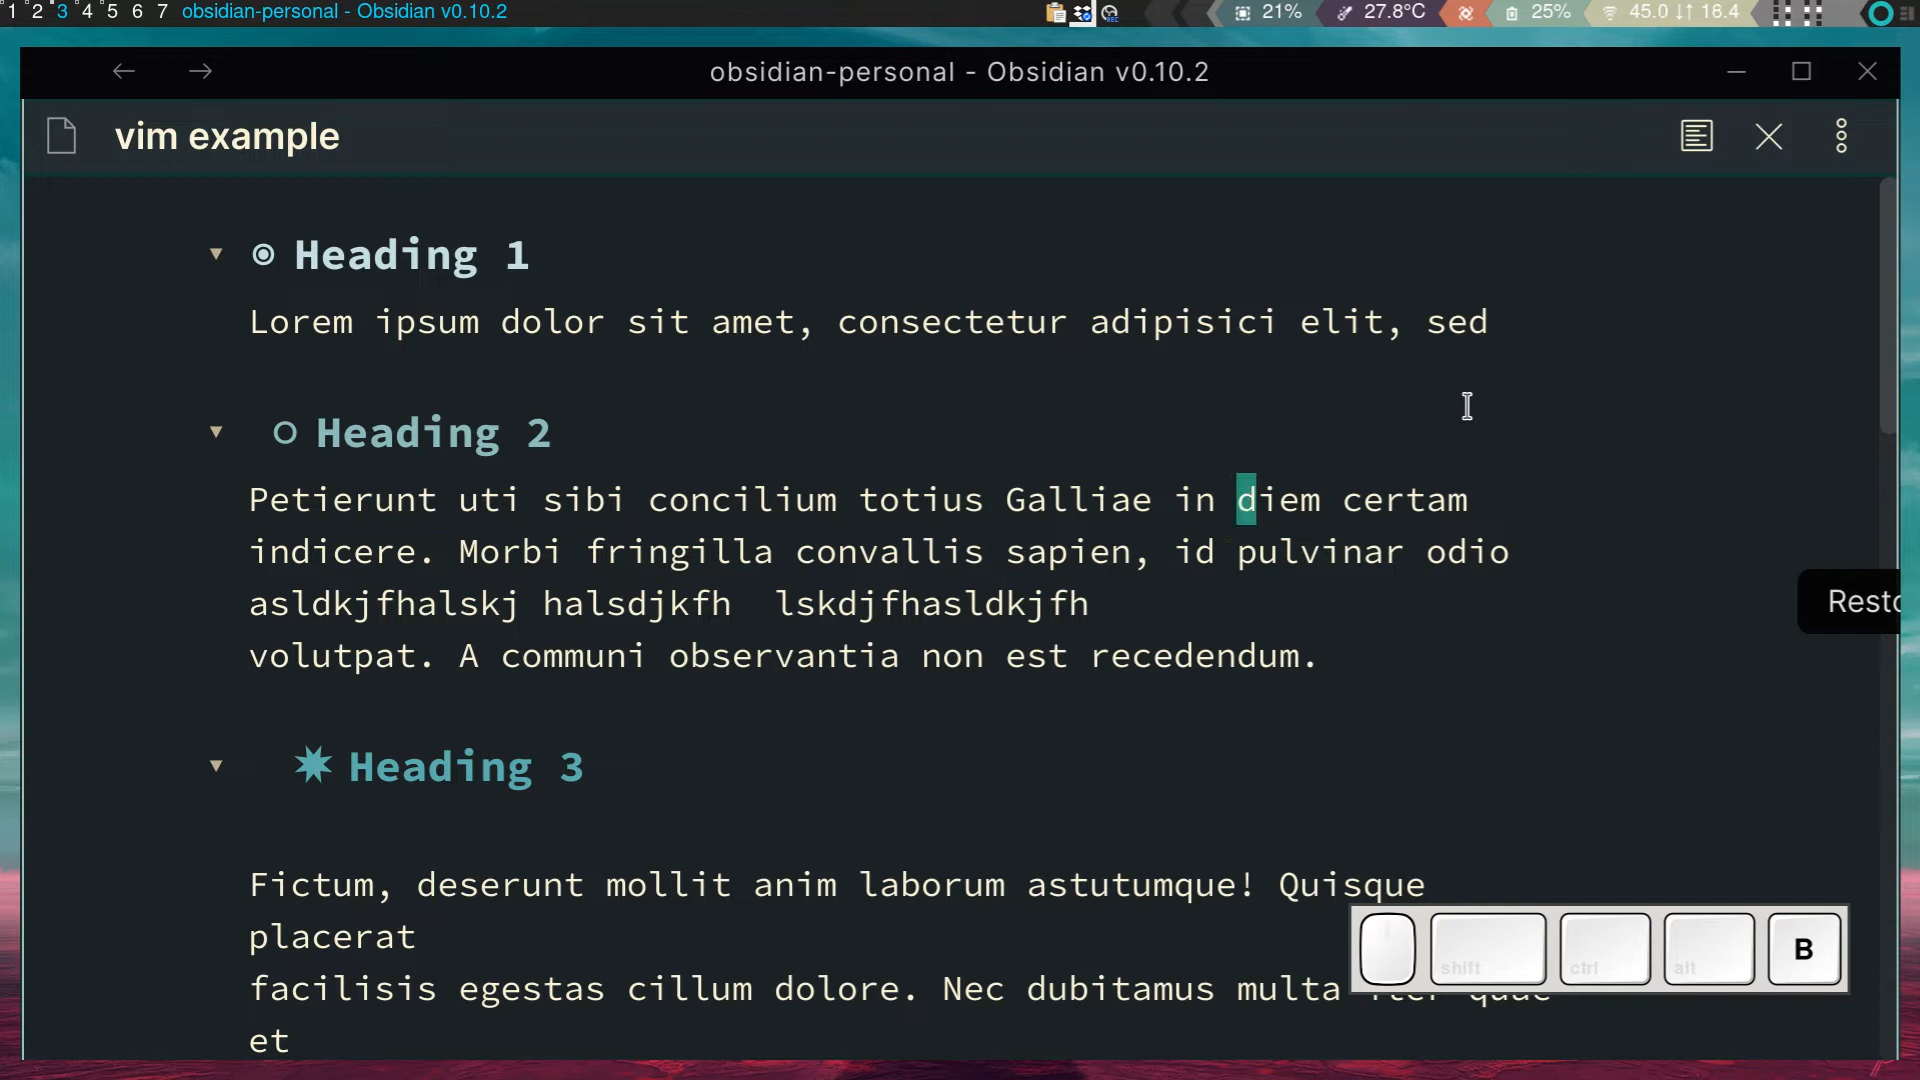 1 2 3 4 5 6 7 obsidian-personal - Obsidian v0.10.2 21% 27.8°C 25% 45.0 ↓↑ 16.4
obsidian-personal - Obsidian v0.10.2
vim example
Heading 1
Lorem ipsum dolor sit amet, consectetur adipisici elit, sed
Heading 2
Petierunt uti sibi concilium totius Galliae in diem certam
indicere. Morbi fringilla convallis sapien, id pulvinar odio
asldkjfhalskj halsdjkfh  lskdjfhasldkjfh
Resto
volutpat. A communi observantia non est recedendum.
Heading 3
Fictum, deserunt mollit anim laborum astutumque! Quisque
placerat
facilisis egestas cillum dolore. Nec dubitamus multa
et
shift ctrl alt B